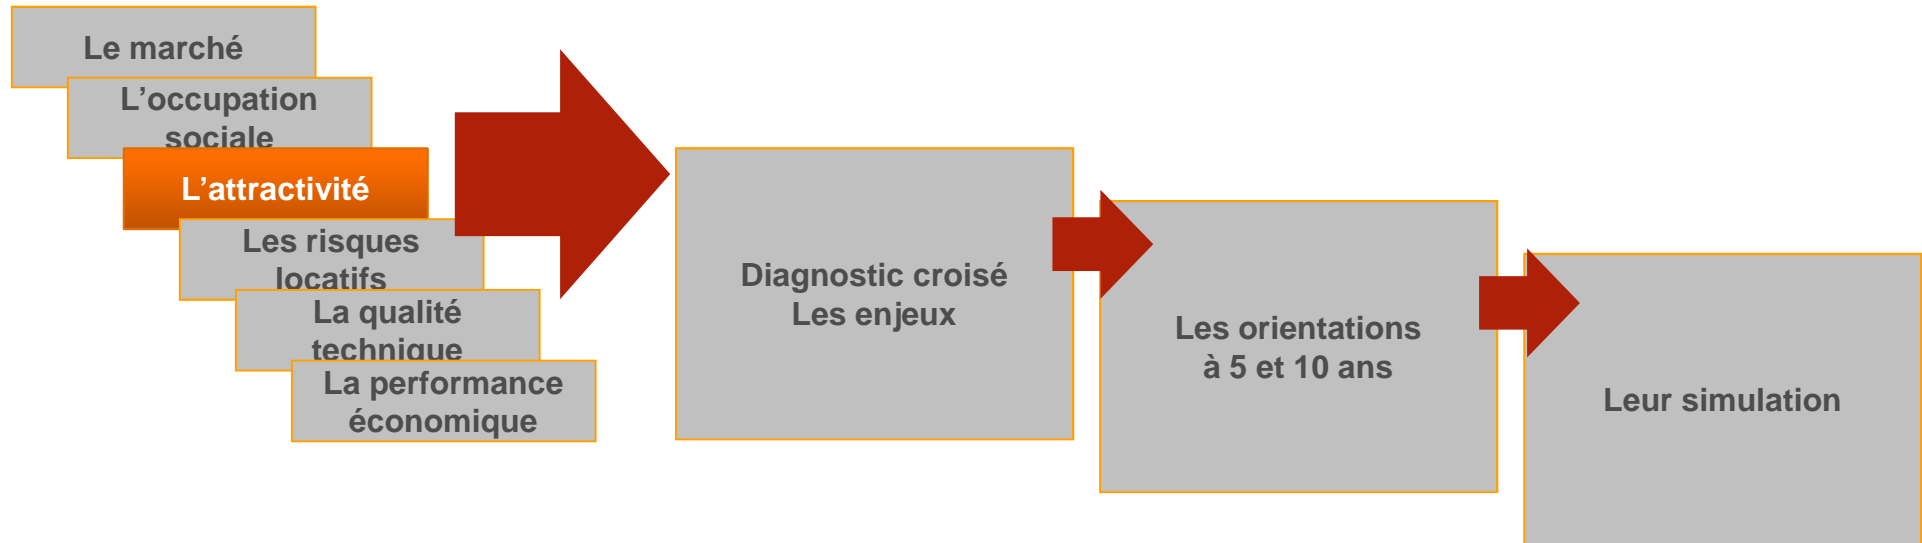 Le marché
L’occupation
sociale
L’attractivité
Les risques
locatifs
La qualité
technique
La performance
économique
Diagnostic croisé
Les enjeux
Les orientations
à 5 et 10 ans
Leur simulation